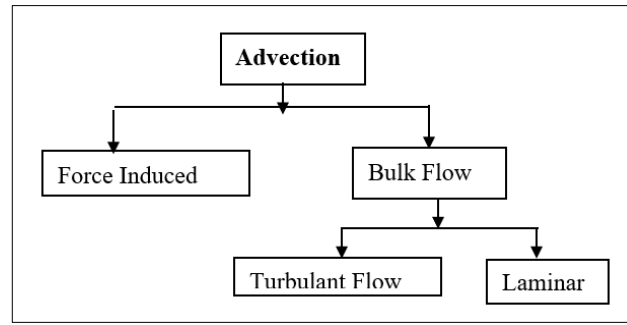 Advection
Force Induced
Bulk Flow
Turbulant Flow
Laminar